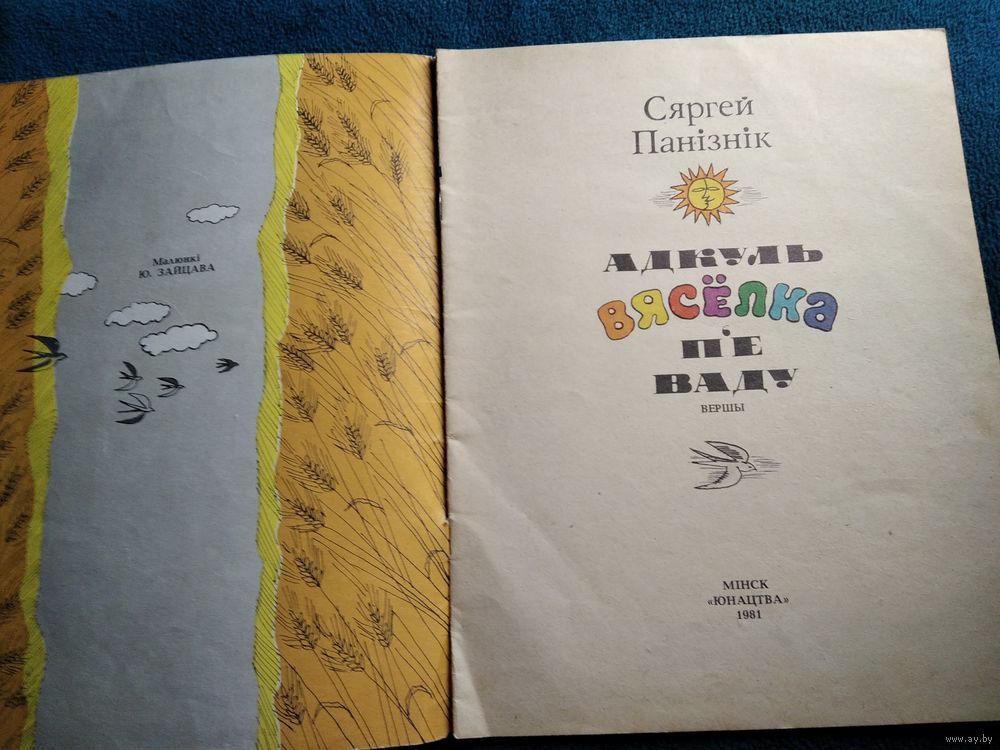 Малюнкі
Ю. ЗАЙЦАВА
Сяргей
Панізнік
АДКУЛЬ
ВЯСЁЛКА
П'Е
ВАДУ
ВЕРШЫ
МІНСК
«ЮНАЦТВА»
1981
www.ay.by